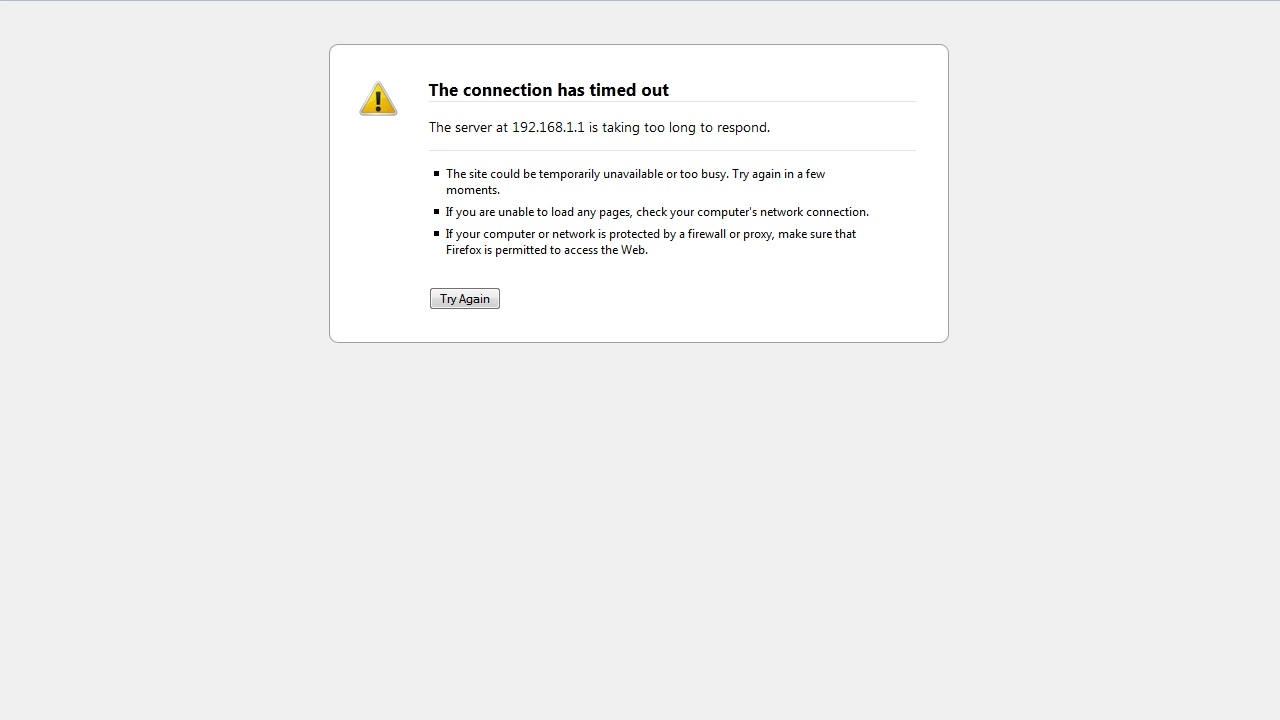 The connection has timed out
The server at 192.168.1.1 is taking too long to respond.
The site could be temporarily unavailable or too busy. Try again in a few
moments.
If you are unable to load any pages, check your computer's network connection.
If your computer or network is protected by a firewall or proxy, make sure that
Firefox is permitted to access the Web.
Try Again